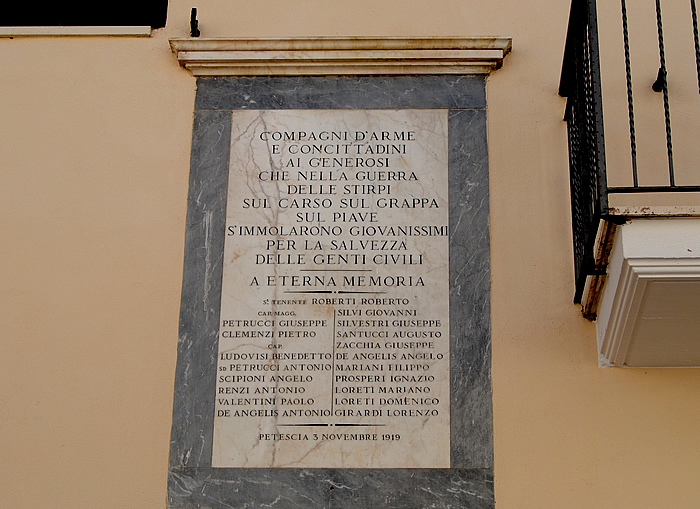 COMPAGNI D'ARME
E CONCITTADINI
AI GENEROSI
CHE NELLA GUERRA
DELLE STIRPI
SUL CARSO SUL GRAPPA
SUL PIAVE
S'IMMOLARONO GIOVANISSIMI
PER LA SALVEZZA
DELLE GENTI CIVILI
A ETERNA MEMORIA
S. TENENTE ROBERTI ROBERTO
CAP. MAGG.
PETRUCCI GIUSEPPE
CLEMENZI PIETRO
CAP.
LUDOVISI BENEDETTO
SD PETRUCCI ANTONIO
SCIPIONI ANGELO
RENZI ANTONIO
VALENTINI PAOLO
DE ANGELIS ANTONIO
SILVI GIOVANNI
SILVESTRI GIUSEPPE
SANTUCCI AUGUSTO
ZACCHIA GIUSEPPE
DE ANGELIS ANGELO
MARIANI FILIPPO
PROSPERI IGNAZIO
LORETI MARIANO
LORETI DOMENICO
GIRARDI LORENZO
PETESCIA 3 NOVEMBRE 1919